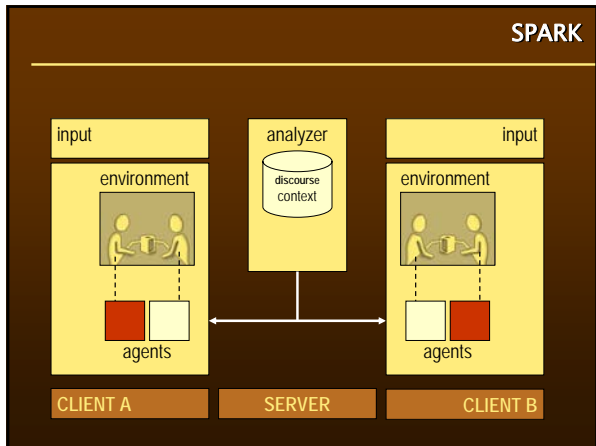 SPARK
input
environment
agents
CLIENT A
analyzer
discourse
context
SERVER
input
environment
agents
CLIENT B